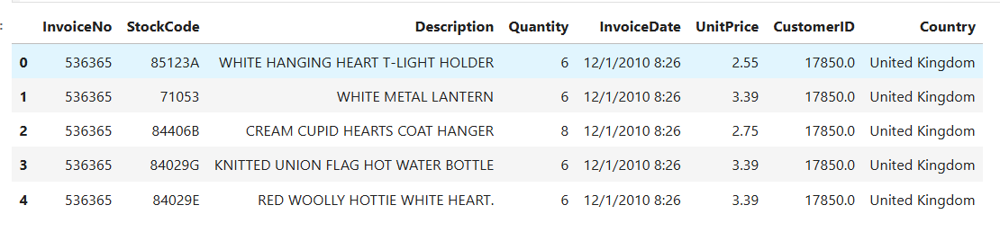 InvoiceNo StockCode Description Quantity InvoiceDate UnitPrice CustomerID Country
0 536365 85123A WHITE HANGING HEART T-LIGHT HOLDER 6 12/1/2010 8:26 2.55 17850.0 United Kingdom
1 536365 71053 WHITE METAL LANTERN 6 12/1/2010 8:26 3.39 17850.0 United Kingdom
2 536365 84406B CREAM CUPID HEARTS COAT HANGER 8 12/1/2010 8:26 2.75 17850.0 United Kingdom
3 536365 84029G KNITTED UNION FLAG HOT WATER BOTTLE 6 12/1/2010 8:26 3.39 17850.0 United Kingdom
4 536365 84029E RED WOOLLY HOTTIE WHITE HEART. 6 12/1/2010 8:26 3.39 17850.0 United Kingdom